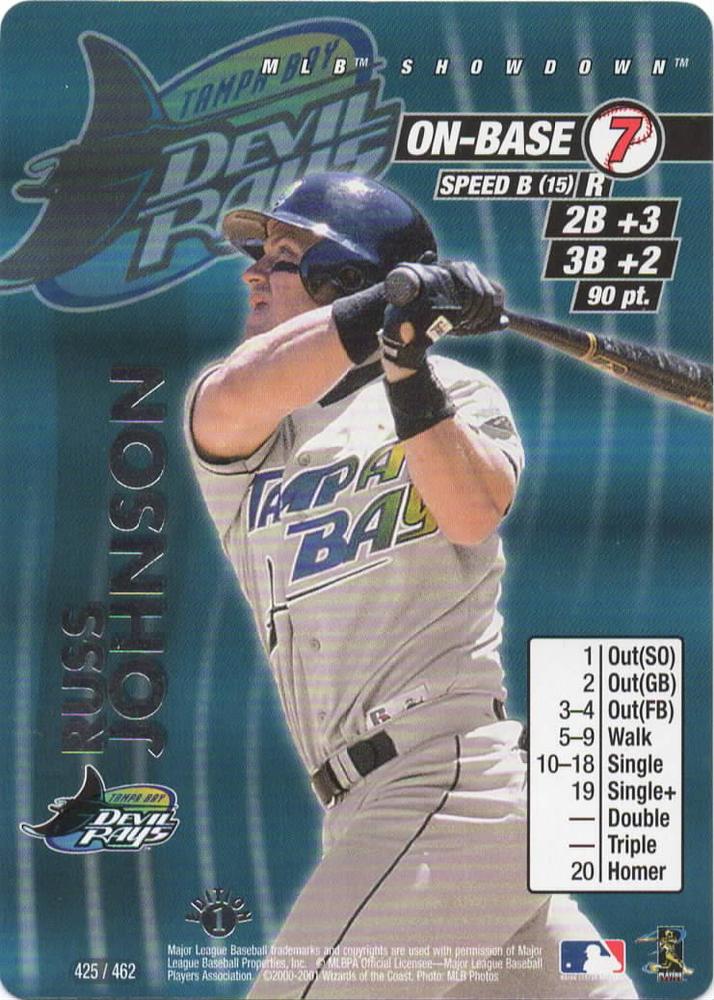 MLB™ SHOWDOWN™
TAMPA BAY
DEVIL
RAYS
ON-BASE 7
SPEED B (15) R
2B +3
3B +2
90 pt.
TAMPA
BAY
RUSS
JOHNSON
1 Out(SO)
2 Out(GB)
3–4 Out(FB)
5–9 Walk
10–18 Single
19 Single+
— Double
— Triple
20 Homer
TAMPA BAY
DEVIL
RAYS
EDITION
1
425 / 462
Major League Baseball trademarks and copyrights are used with permission of Major
League Baseball Properties, Inc. © MLBPA Official Licensee—Major League Baseball
Players Association. ©2000-2001 Wizards of the Coast. Photo: MLB Photos
PLAYERS